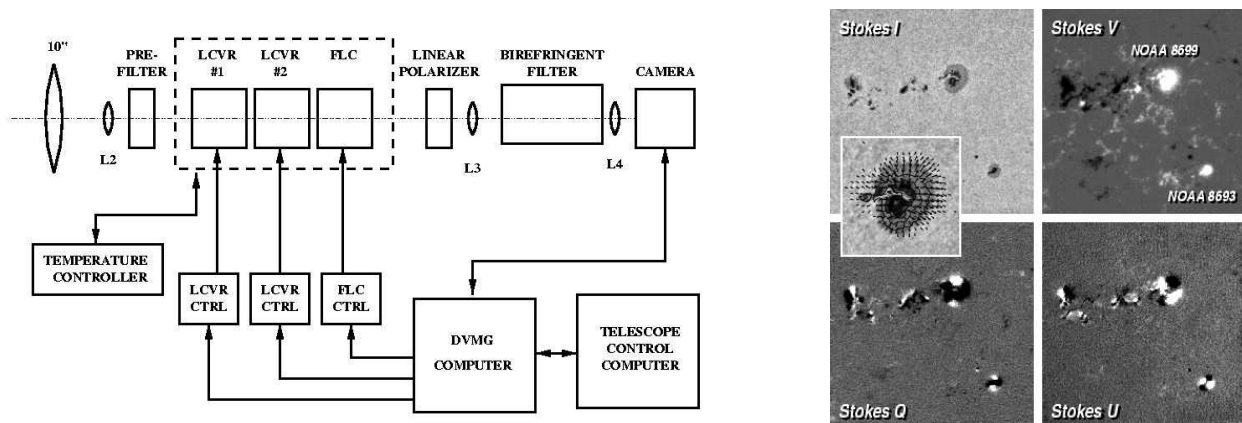 10"
PRE-
FILTER
LCVR
#1
LCVR
#2
FLC
LINEAR
POLARIZER
BIREFRINGENT
FILTER
CAMERA
L2
L3
L4
TEMPERATURE
CONTROLLER
LCVR
CTRL
LCVR
CTRL
FLC
CTRL
DVMG
COMPUTER
TELESCOPE
CONTROL
COMPUTER
Stokes I
Stokes V
NOAA 8699
NOAA 8693
Stokes Q
Stokes U